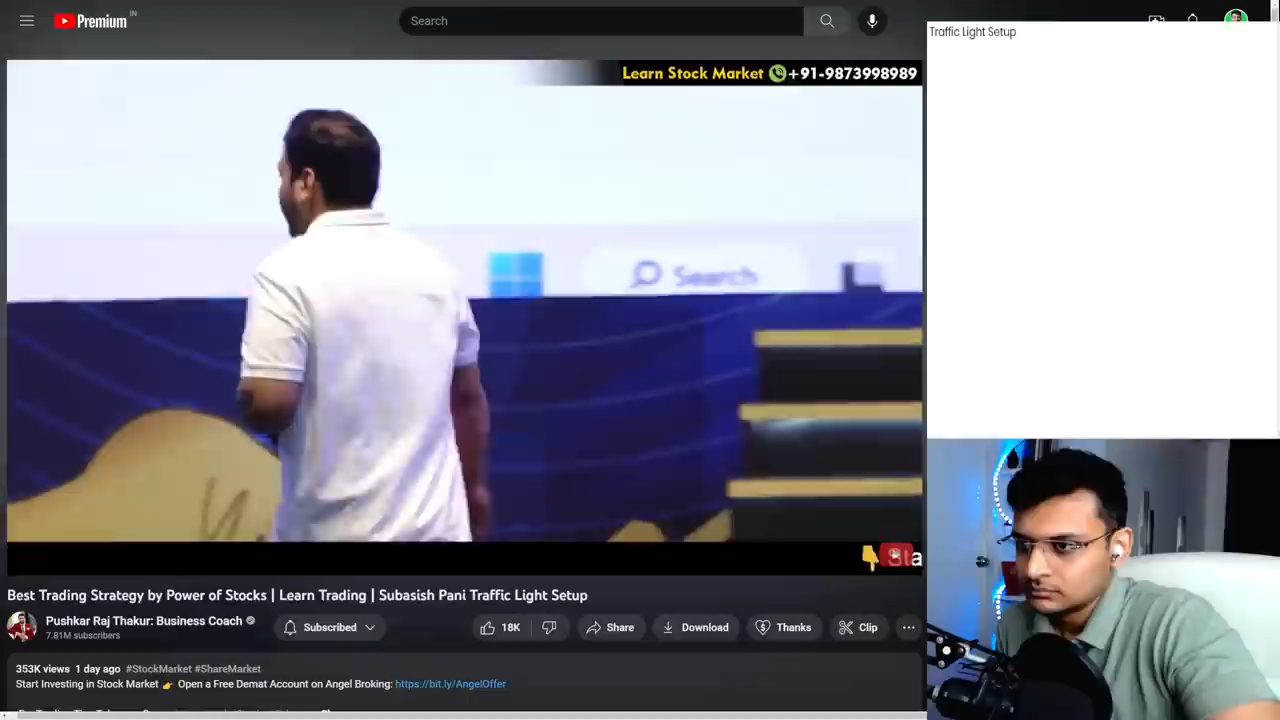 Premium IN
Search
Traffic Light Setup
Learn Stock Market +91-9873998989
Search
Best Trading Strategy by Power of Stocks | Learn Trading | Subasish Pani Traffic Light Setup
Pushkar Raj Thakur: Business Coach
7.81M subscribers
Subscribed
18K
Share
Download
Thanks
Clip
353K views 1 day ago #StockMarket #ShareMarket
Start Investing in Stock Market 👉 Open a Free Demat Account on Angel Broking: https://bit.ly/AngelOffer